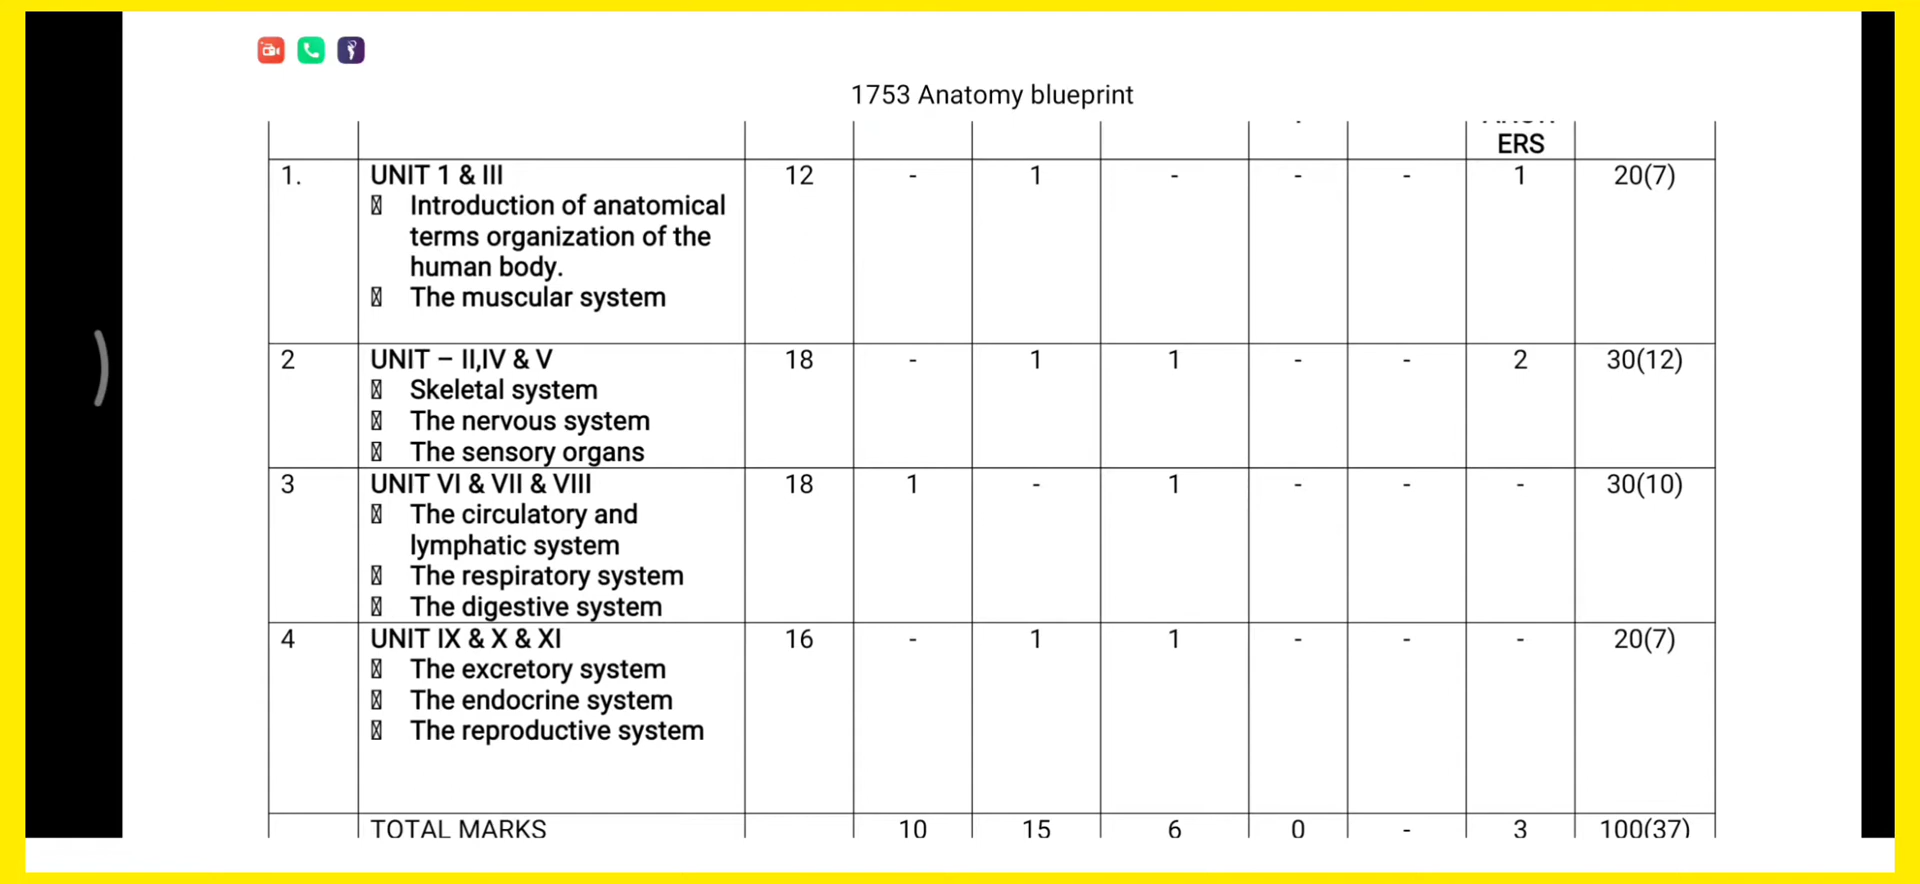 1753 Anatomy blueprint
ERS
1. UNIT 1 & III 12 - 1 - - - 1 20(7)
Introduction of anatomical
terms organization of the
human body.
The muscular system
2 UNIT – II,IV & V 18 - 1 1 - - 2 30(12)
Skeletal system
The nervous system
The sensory organs
3 UNIT VI & VII & VIII 18 1 - 1 - - - 30(10)
The circulatory and
lymphatic system
The respiratory system
The digestive system
4 UNIT IX & X & XI 16 - 1 1 - - - 20(7)
The excretory system
The endocrine system
The reproductive system
TOTAL MARKS 10 15 6 0 - 3 100(37)